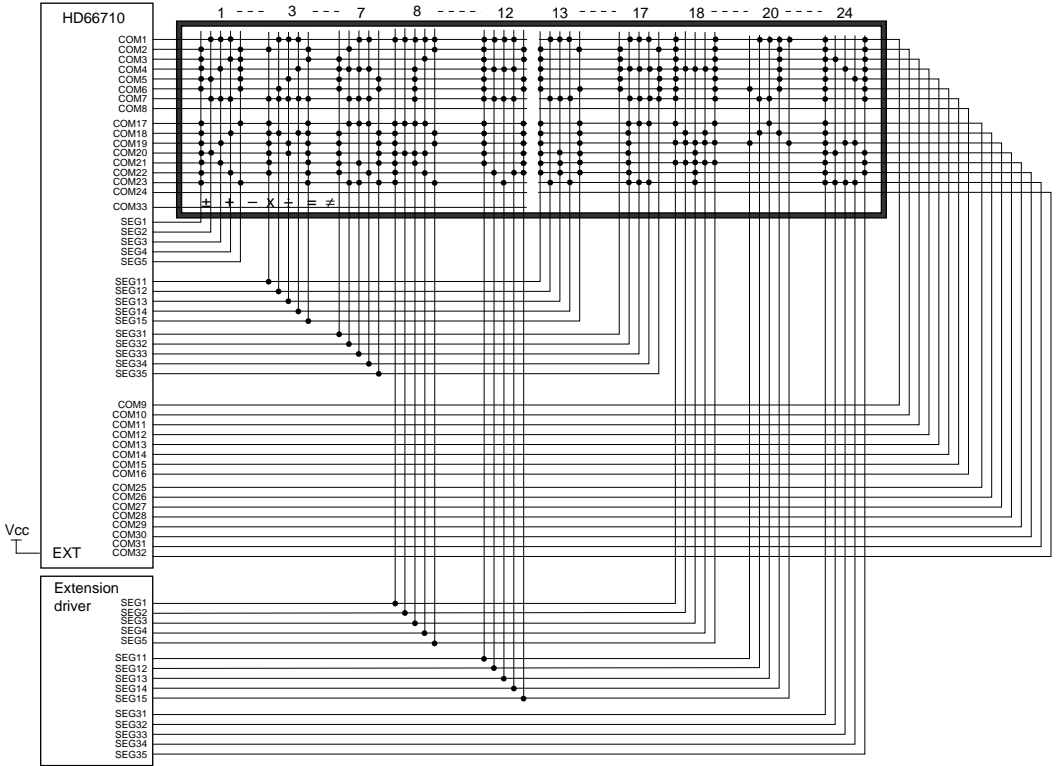 HD66710
1 - - - - 3 - - - - 7 8 - - - - - 12 13 - - - - 17 18 - - - - 20 - - - - 24
COM1
COM2
COM3
COM4
COM5
COM6
COM7
COM8
COM17
COM18
COM19
COM20
COM21
COM22
COM23
COM24
COM33
± + − x ÷ = ≠
SEG1
SEG2
SEG3
SEG4
SEG5
SEG11
SEG12
SEG13
SEG14
SEG15
SEG31
SEG32
SEG33
SEG34
SEG35
COM9
COM10
COM11
COM12
COM13
COM14
COM15
COM16
COM25
COM26
COM27
COM28
COM29
COM30
COM31
COM32
Vcc
EXT
Extension
driver
SEG1
SEG2
SEG3
SEG4
SEG5
SEG11
SEG12
SEG13
SEG14
SEG15
SEG31
SEG32
SEG33
SEG34
SEG35